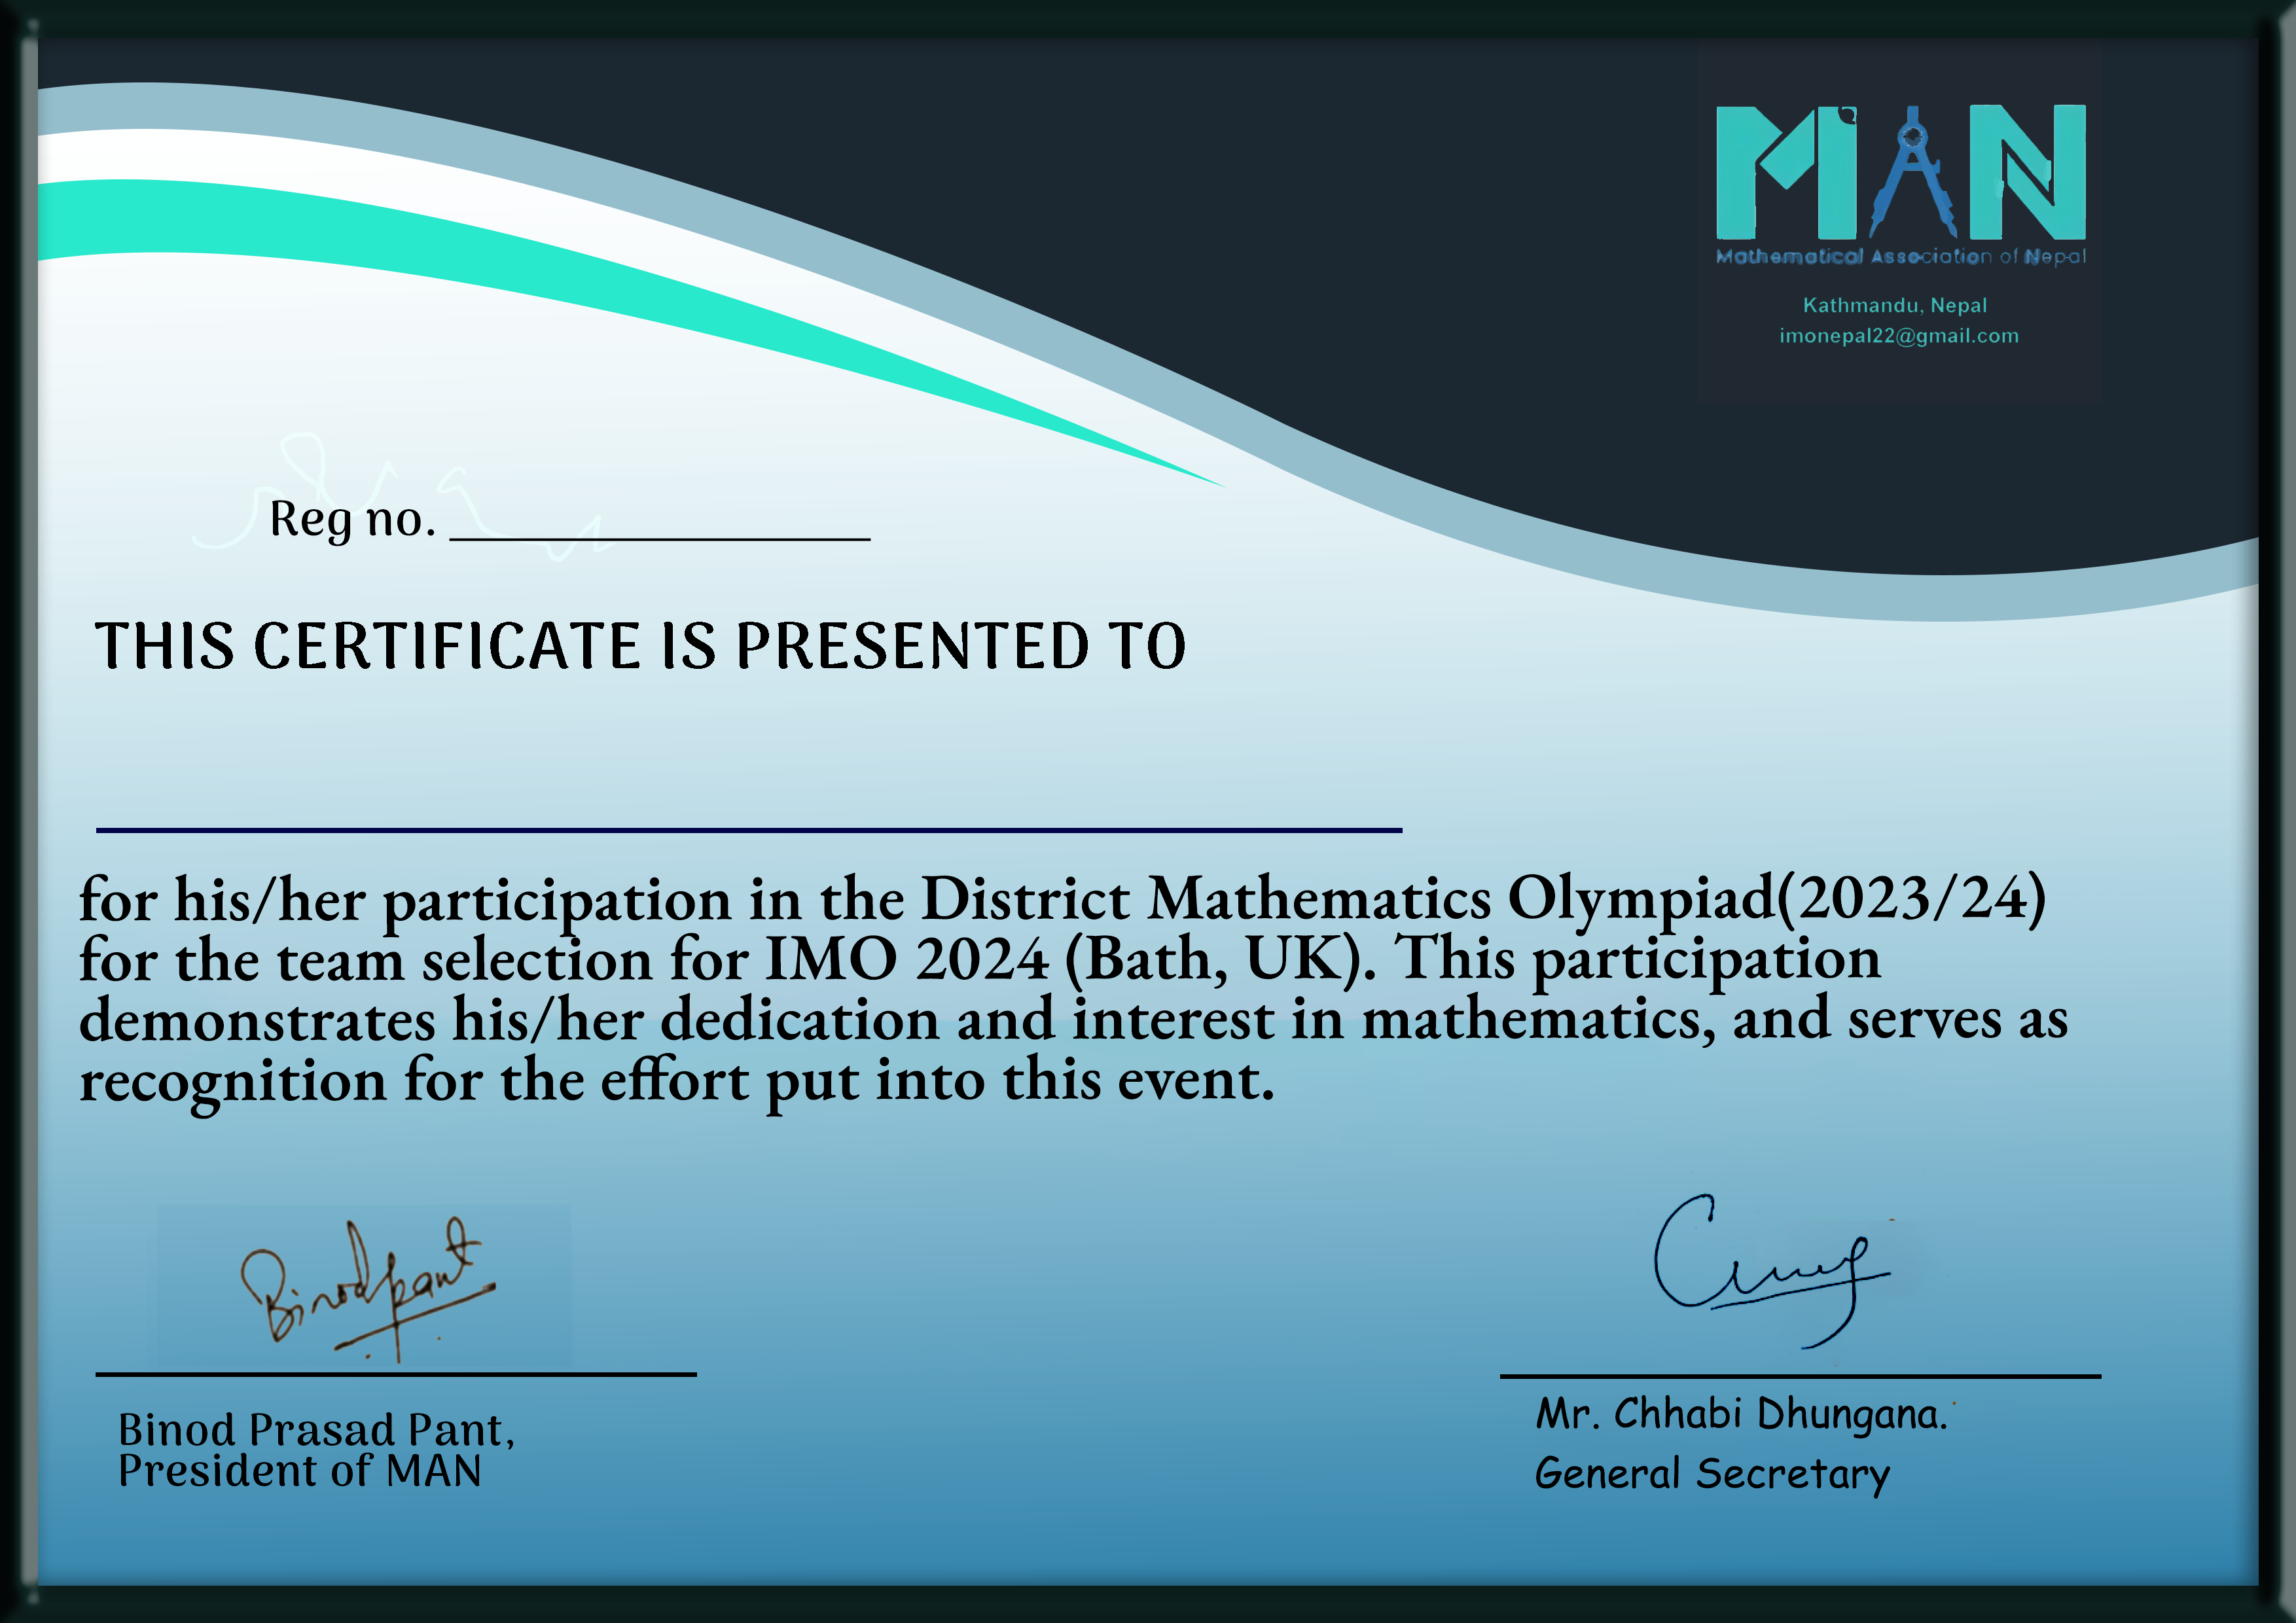 MAN
Mathematical Association of Nepal
Kathmandu, Nepal
imonepal22@gmail.com
Reg no. ____________
THIS CERTIFICATE IS PRESENTED TO
for his/her participation in the District Mathematics Olympiad(2023/24)
for the team selection for IMO 2024 (Bath, UK). This participation
demonstrates his/her dedication and interest in mathematics, and serves as
recognition for the effort put into this event.
Binod Pant
Binod Prasad Pant,
President of MAN
Mr. Chhabi Dhungana.
General Secretary